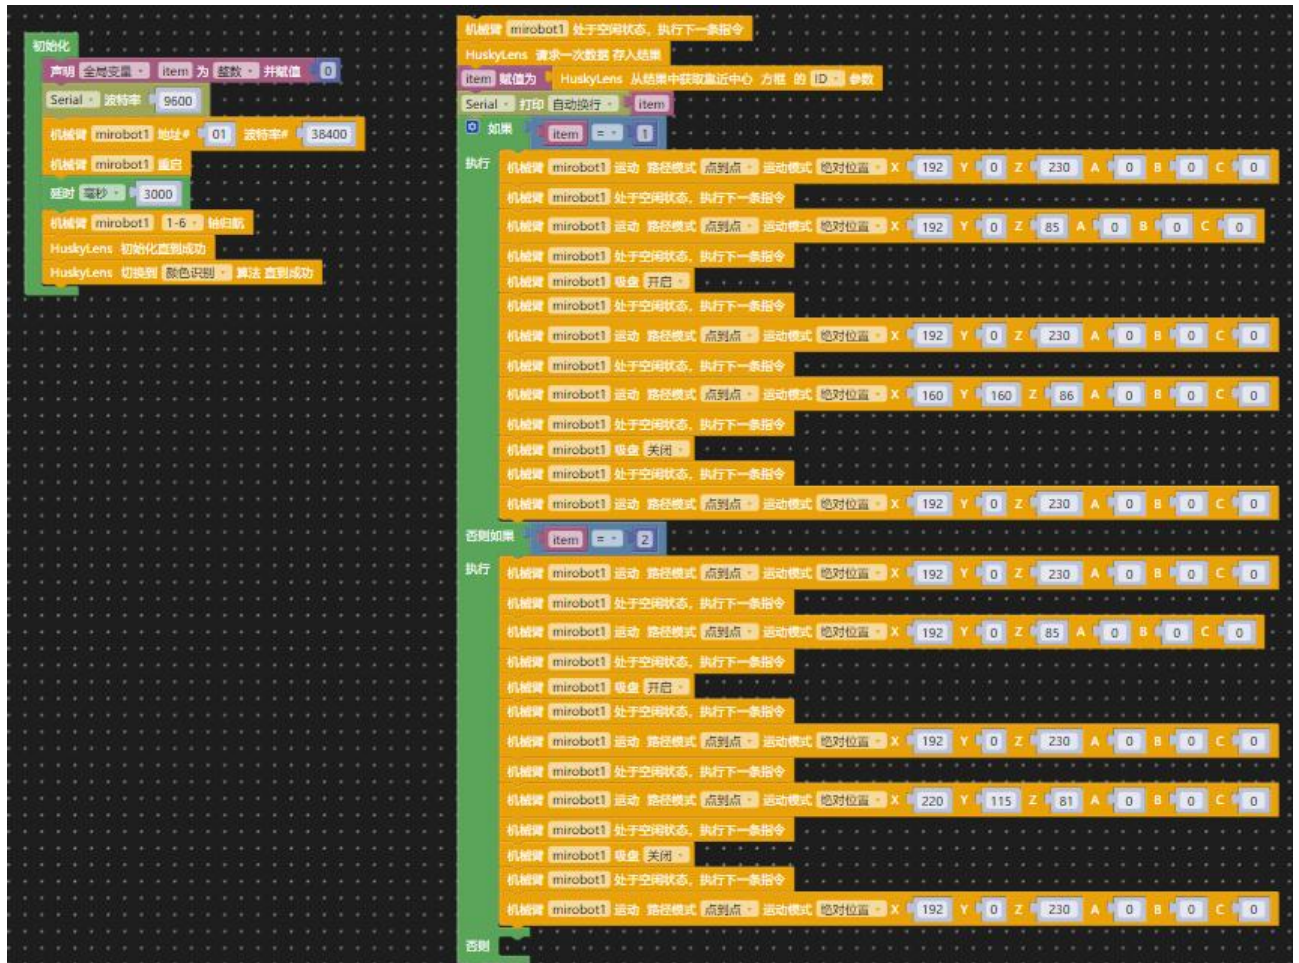 初始化
声明 全局变量 item 为 整数 并赋值 0
Serial 波特率 9600
机械臂 mirobot1 地址# 01 波特率# 38400
机械臂 mirobot1 重启
延时 毫秒 3000
机械臂 mirobot1 1-6 轴归航
HuskyLens 初始化直到成功
HuskyLens 切换到 颜色识别 算法 直到成功
机械臂 mirobot1 处于空闲状态，执行下一条指令
HuskyLens 请求一次数据 存入结果
item 赋值为 HuskyLens 从结果中获取靠近中心 方框 的 ID 参数
Serial 打印 自动换行 item
如果 item = 1
执行 机械臂 mirobot1 运动 路径模式 点到点 运动模式 绝对位置 X 192 Y 0 Z 230 A 0 B 0 C 0
机械臂 mirobot1 处于空闲状态，执行下一条指令
机械臂 mirobot1 运动 路径模式 点到点 运动模式 绝对位置 X 192 Y 0 Z 85 A 0 B 0 C 0
机械臂 mirobot1 处于空闲状态，执行下一条指令
机械臂 mirobot1 吸盘 开启
机械臂 mirobot1 处于空闲状态，执行下一条指令
机械臂 mirobot1 运动 路径模式 点到点 运动模式 绝对位置 X 192 Y 0 Z 230 A 0 B 0 C 0
机械臂 mirobot1 处于空闲状态，执行下一条指令
机械臂 mirobot1 运动 路径模式 点到点 运动模式 绝对位置 X 160 Y 160 Z 86 A 0 B 0 C 0
机械臂 mirobot1 处于空闲状态，执行下一条指令
机械臂 mirobot1 吸盘 关闭
机械臂 mirobot1 处于空闲状态，执行下一条指令
机械臂 mirobot1 运动 路径模式 点到点 运动模式 绝对位置 X 192 Y 0 Z 230 A 0 B 0 C 0
否则如果 item = 2
执行 机械臂 mirobot1 运动 路径模式 点到点 运动模式 绝对位置 X 192 Y 0 Z 230 A 0 B 0 C 0
机械臂 mirobot1 处于空闲状态，执行下一条指令
机械臂 mirobot1 运动 路径模式 点到点 运动模式 绝对位置 X 192 Y 0 Z 85 A 0 B 0 C 0
机械臂 mirobot1 处于空闲状态，执行下一条指令
机械臂 mirobot1 吸盘 开启
机械臂 mirobot1 处于空闲状态，执行下一条指令
机械臂 mirobot1 运动 路径模式 点到点 运动模式 绝对位置 X 192 Y 0 Z 230 A 0 B 0 C 0
机械臂 mirobot1 处于空闲状态，执行下一条指令
机械臂 mirobot1 运动 路径模式 点到点 运动模式 绝对位置 X 220 Y 115 Z 81 A 0 B 0 C 0
机械臂 mirobot1 处于空闲状态，执行下一条指令
机械臂 mirobot1 吸盘 关闭
机械臂 mirobot1 处于空闲状态，执行下一条指令
机械臂 mirobot1 运动 路径模式 点到点 运动模式 绝对位置 X 192 Y 0 Z 230 A 0 B 0 C 0
否则